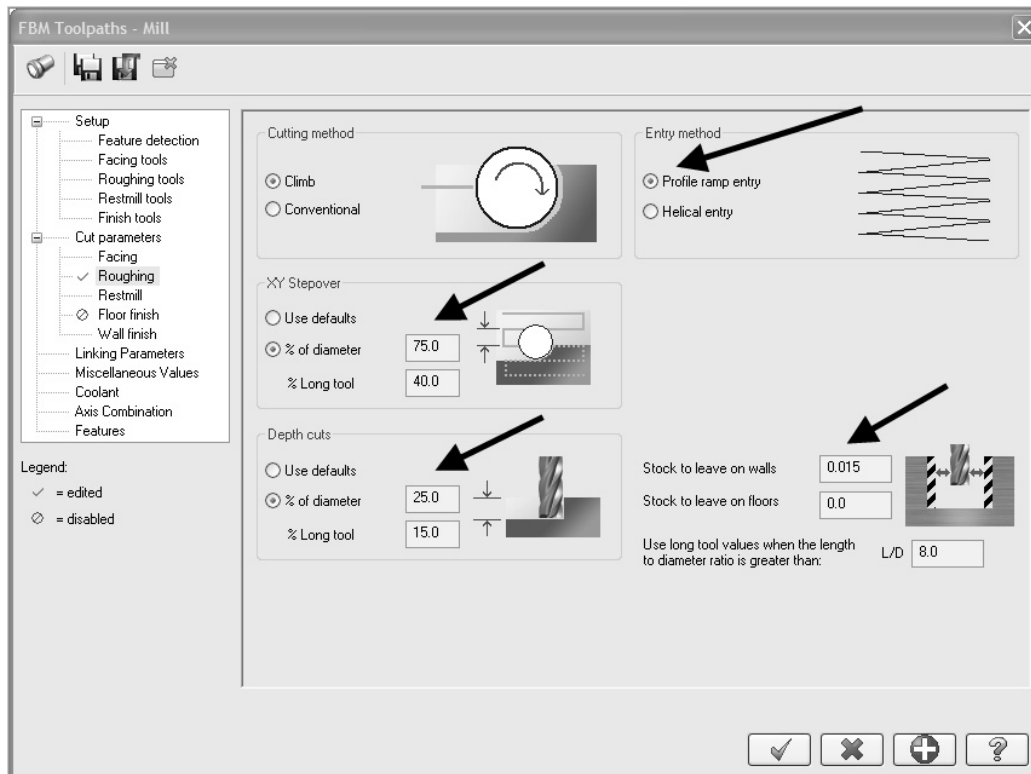 FBM Toolpaths - Mill
Setup
Feature detection
Facing tools
Roughing tools
Restmill tools
Finish tools
Cut parameters
Facing
Roughing
Restmill
Floor finish
Wall finish
Linking Parameters
Miscellaneous Values
Coolant
Axis Combination
Features
Legend:
= edited
= disabled
Cutting method
Climb
Conventional
Entry method
Profile ramp entry
Helical entry
XY Stepover
Use defaults
% of diameter 75.0
% Long tool 40.0
Depth cuts
Use defaults
% of diameter 25.0
% Long tool 15.0
Stock to leave on walls 0.015
Stock to leave on floors 0.0
Use long tool values when the length
to diameter ratio is greater than: L/D 8.0